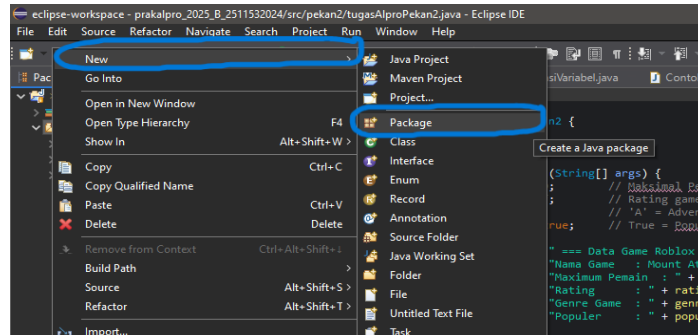 eclipse-workspace - prakalpro_2025_B_2511532024/src/pekan2/tugasAlproPekan2.java - Eclipse IDE
File Edit Source Refactor Navigate Search Project Run Window Help
Pac
siVariabel.java
Conto
New
Go Into
Open in New Window
Open Type Hierarchy F4
Show In Alt+Shift+W >
Copy Ctrl+C
Copy Qualified Name
Paste Ctrl+V
Delete Delete
Remove from Context Ctrl+Alt+Shift+↓
Build Path
Source Alt+Shift+S >
Refactor Alt+Shift+T >
Import...
Java Project
Maven Project
Project...
Package
Class
Interface
Enum
Record
Annotation
Source Folder
Java Working Set
Folder
File
Untitled Text File
Task
Create a Java package
n2 {
(String[] args) {
; // Maksimal Pe
; // Rating game
// 'A' = Adver
rue; // True = Popu
" === Data Game Roblox
"Nama Game : Mount At
"Maximum Pemain : " +
"Rating : " + rati
"Genre Game : " + genr
"Populer : " + popu